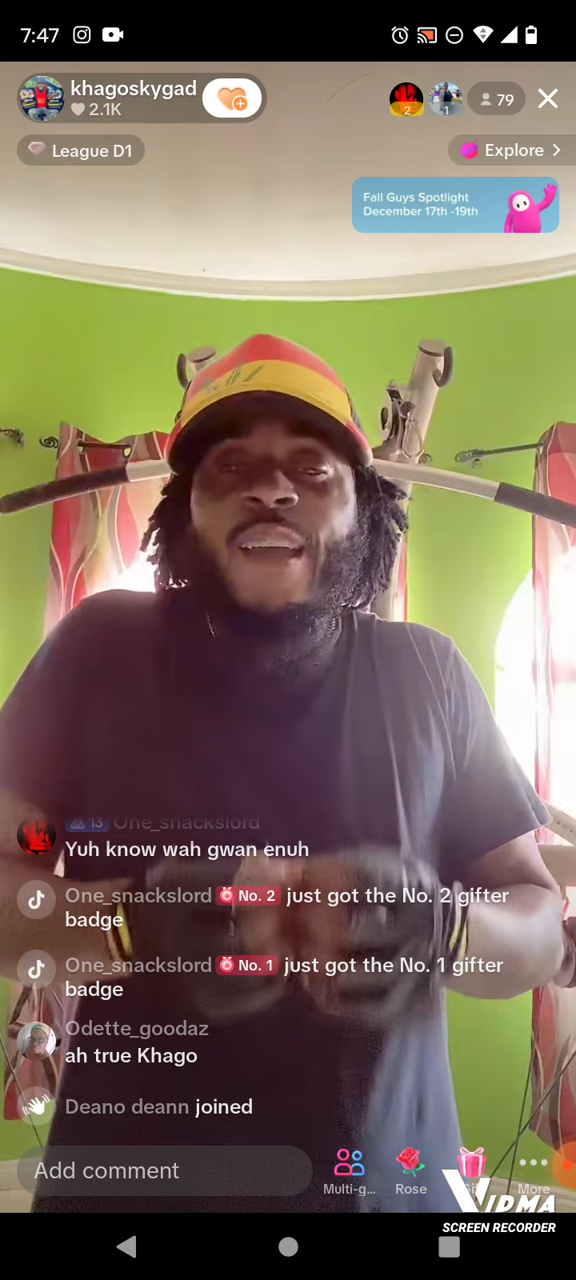 7:47
khagoskygad
2.1K
2
1
79
League D1
Explore
Fall Guys Spotlight
December 17th -19th
13 One_snackslord
Yuh know wah gwan enuh
One_snackslord No. 2 just got the No. 2 gifter
badge
One_snackslord No. 1 just got the No. 1 gifter
badge
Odette_goodaz
ah true Khago
Deano deann joined
Add comment
Multi-g...
Rose
More
VIDMA
SCREEN RECORDER